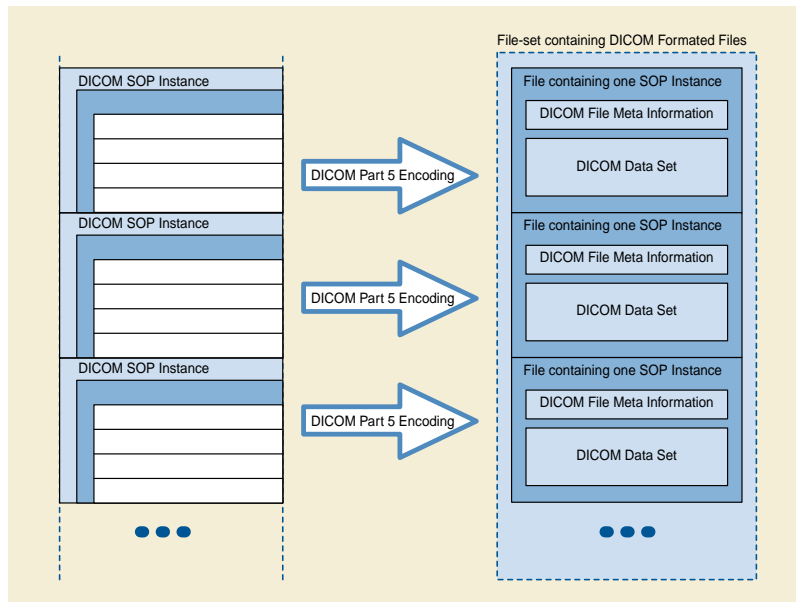 File-set containing DICOM Formated Files
DICOM SOP Instance
File containing one SOP Instance
DICOM File Meta Information
DICOM Part 5 Encoding
DICOM Data Set
DICOM SOP Instance
File containing one SOP Instance
DICOM File Meta Information
DICOM Part 5 Encoding
DICOM Data Set
DICOM SOP Instance
File containing one SOP Instance
DICOM File Meta Information
DICOM Part 5 Encoding
DICOM Data Set